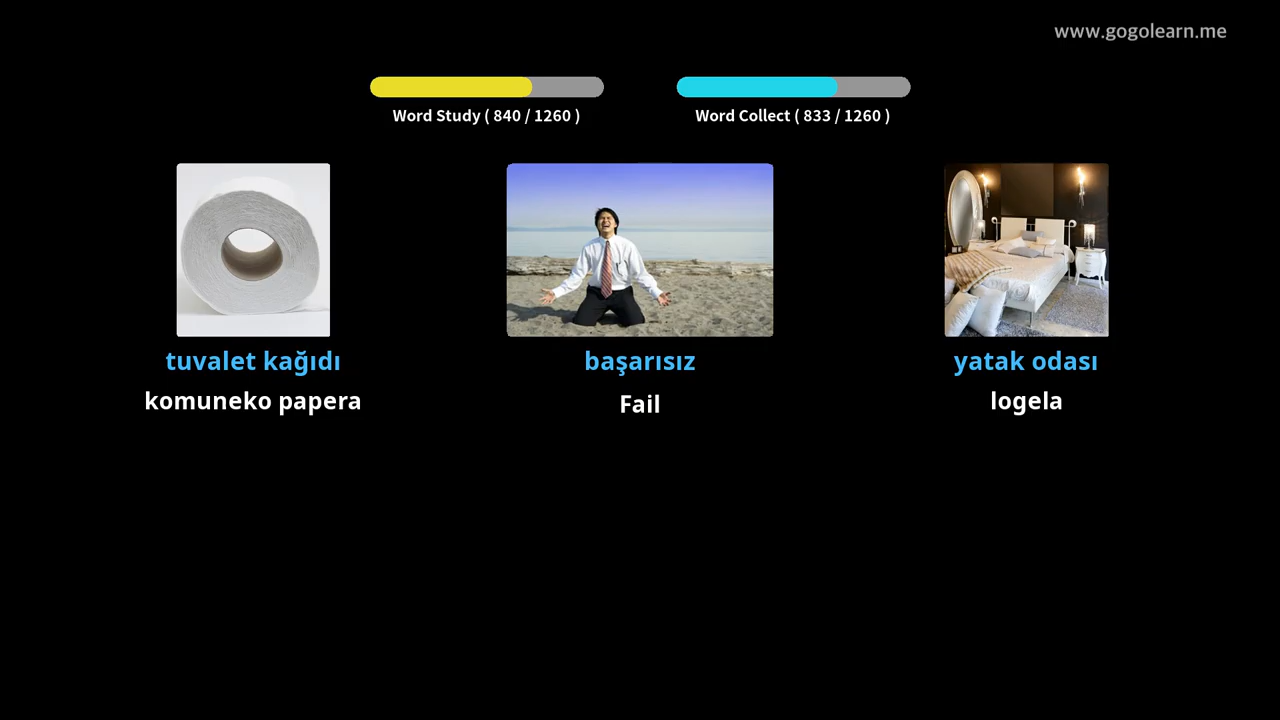 www.gogolearn.me
Word Study ( 840 / 1260 )
Word Collect ( 833 / 1260 )
tuvalet kağıdı
komuneko papera
başarısız
Fail
yatak odası
logela